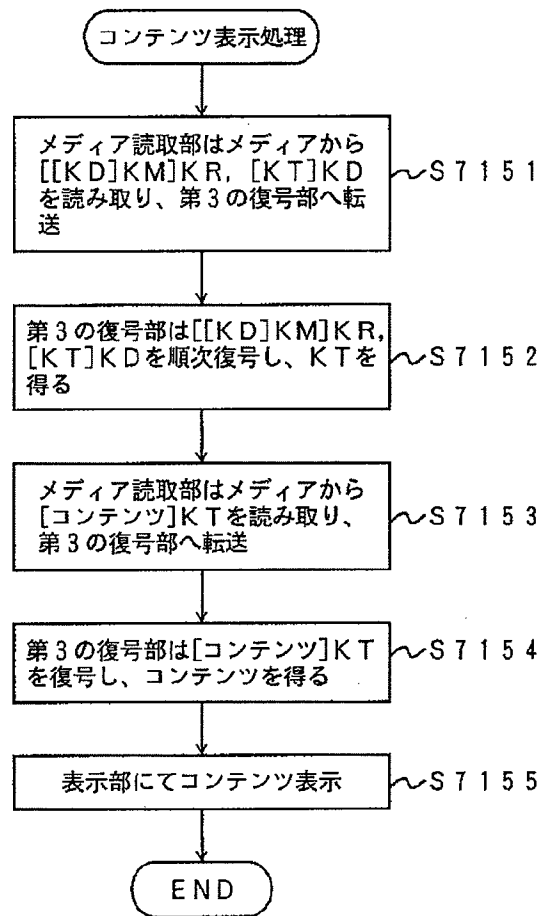 コンテンツ表示処理
メディア読取部はメディアから
[[KD]KM]KR, [KT]KD
を読み取り、第3の復号部へ転
送
S7151
第3の復号部は[[KD]KM]KR,
[KT]KDを順次復号し、KTを
得る
S7152
メディア読取部はメディアから
[コンテンツ]KTを読み取り、
第3の復号部へ転送
S7153
第3の復号部は[コンテンツ]KT
を復号し、コンテンツを得る
S7154
表示部にてコンテンツ表示
S7155
END